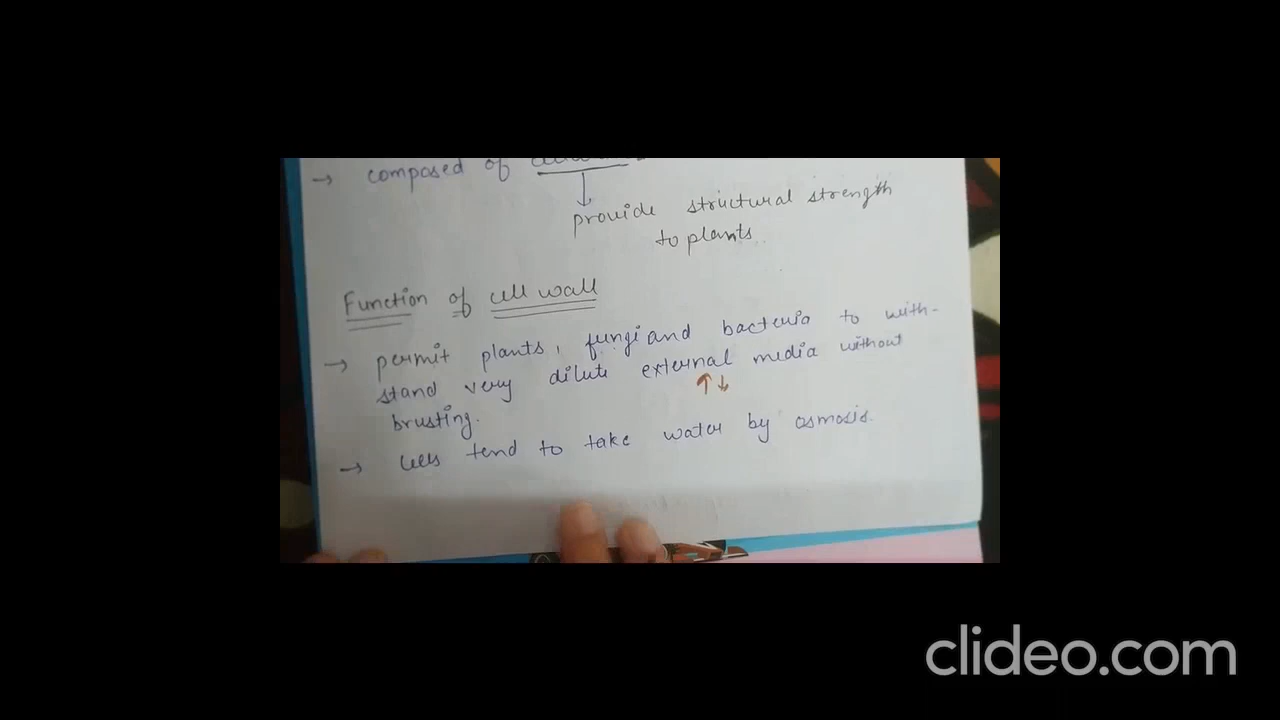 → composed of
↓
provide structural strength
to plants.
Function of cell wall
→ permit plants, fungi and bacteria to with-
stand very dilute external media without
↑↓
brusting.
→ cells tend to take water by osmosis.
clideo.com